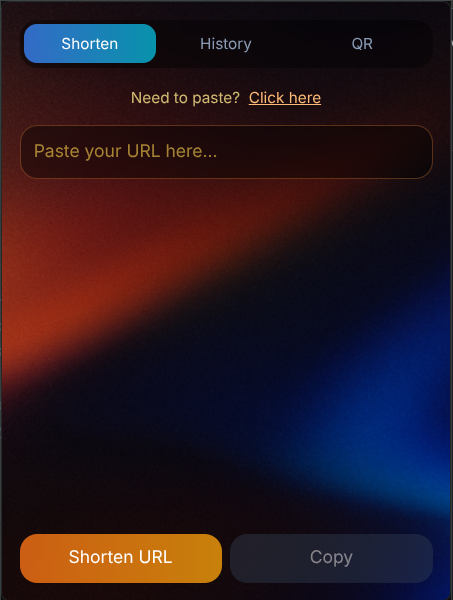 Shorten History QR
Need to paste? Click here
Paste your URL here...
Shorten URL Copy